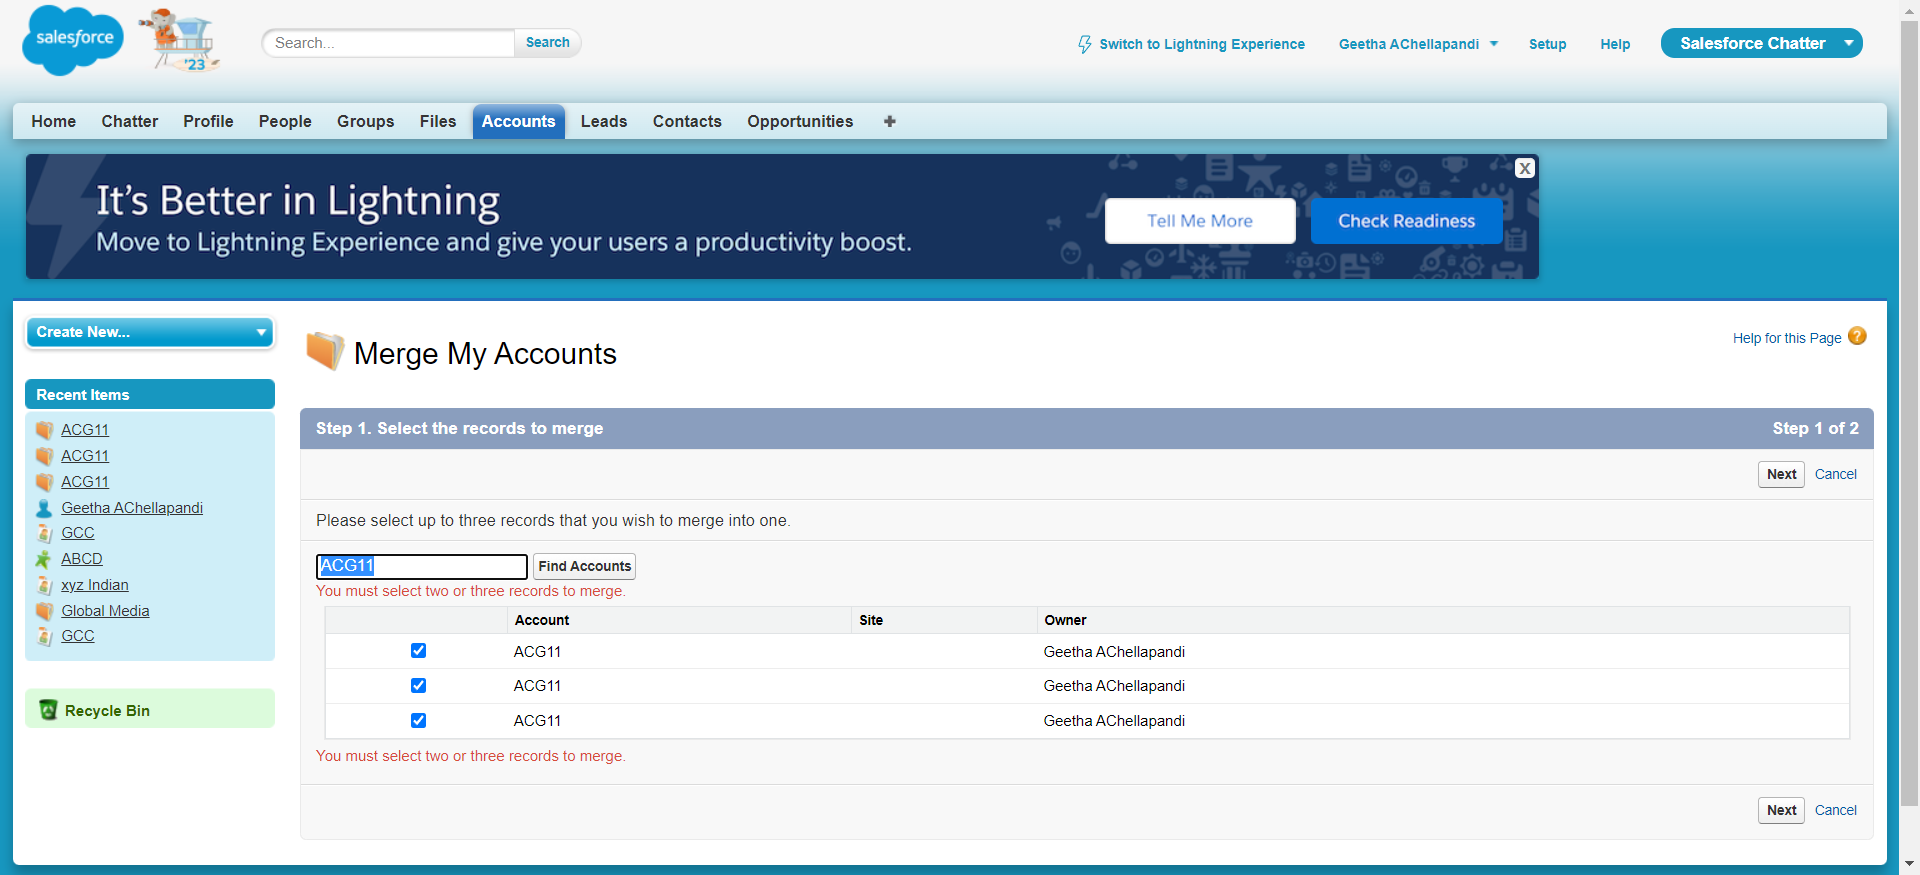 salesforce
'23
Search...
Search
Switch to Lightning Experience
Geetha AChellapandi
Setup
Help
Salesforce Chatter
Home
Chatter
Profile
People
Groups
Files
Accounts
Leads
Contacts
Opportunities
+
It's Better in Lightning
Move to Lightning Experience and give your users a productivity boost.
Tell Me More
Check Readiness
X
Create New...
Recent Items
ACG11
ACG11
ACG11
Geetha AChellapandi
GCC
ABCD
xyz Indian
Global Media
GCC
Recycle Bin
Merge My Accounts
Help for this Page ?
Step 1. Select the records to merge
Step 1 of 2
Next Cancel
Please select up to three records that you wish to merge into one.
ACG11
Find Accounts
You must select two or three records to merge.
Account Site Owner
ACG11 Geetha AChellapandi
ACG11 Geetha AChellapandi
ACG11 Geetha AChellapandi
You must select two or three records to merge.
Next Cancel